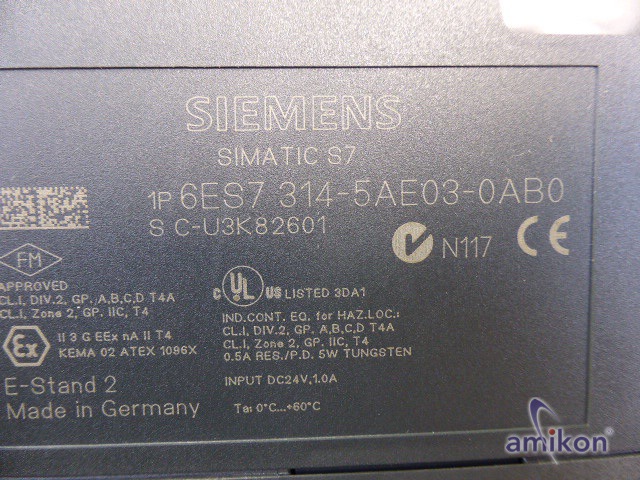 SIEMENS
SIMATIC S7
1P 6ES7 314-5AE03-0AB0
S C-U3K82601
N117 CE
FM
APPROVED
CL.I, DIV.2, GP. A,B,C,D T4A
CL.I, Zone 2, GP. IIC, T4
c UL US LISTED 3DA1
IND.CONT. EQ. for HAZ.LOC.:
CL.I, DIV.2, GP. A,B,C,D T4A
CL.I, Zone 2, GP. IIC, T4
0.5A RES./P.D. 5W TUNGSTEN
Ex II 3 G EEx nA II T4
KEMA 02 ATEX 1086X
E-Stand 2
Made in Germany
INPUT DC24V,1.0A
Ta: 0°C...+60°C
amikon